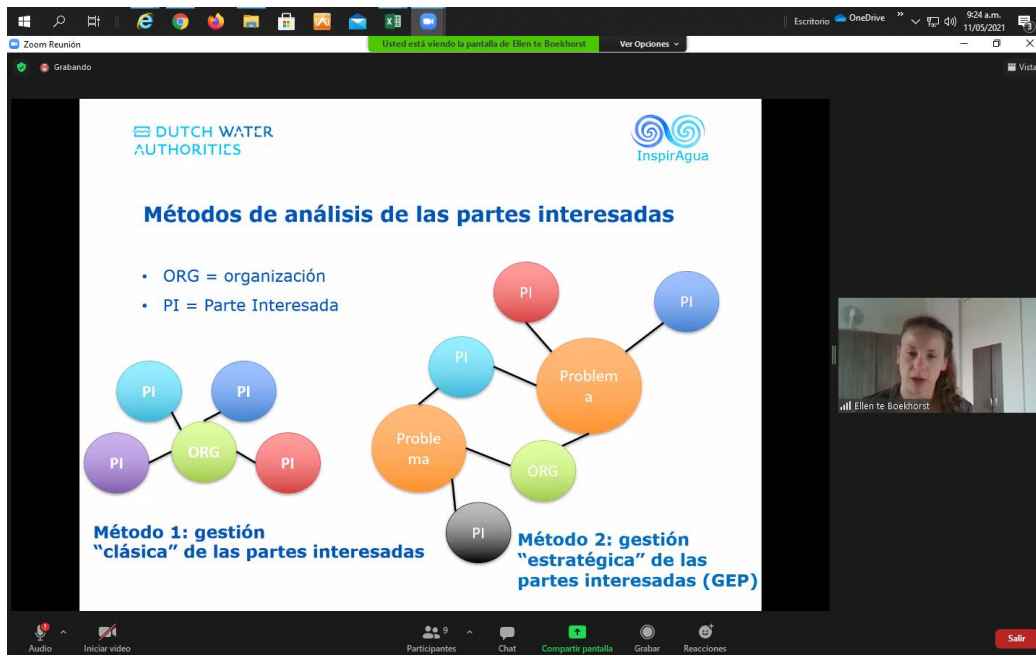 Escritorio
OneDrive
»
9:24 a.m.
11/05/2021
3
Zoom Reunión
Usted está viendo la pantalla de Ellen te Boekhorst
Ver Opciones
Grabando
Vista
DUTCH WATER
AUTHORITIES
InspirAgua
Métodos de análisis de las partes interesadas
• ORG = organización
• PI = Parte Interesada
PI
PI
PI
Problem
a
PI
PI
Proble
ma
ORG
PI
ORG
PI
PI
Método 1: gestión
"clásica" de las partes interesadas
Método 2: gestión
"estratégica" de las
partes interesadas (GEP)
Ellen te Boekhorst
Audio
Iniciar video
9
Participantes
Chat
Compartir pantalla
Grabar
Reacciones
Salir